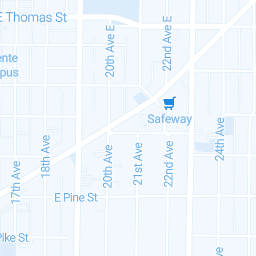 E Thomas St
20th Ave E
22nd Ave E
ente
pus
Safeway
17th Ave
18th Ave
20th Ave
21st Ave
22nd Ave
24th Ave
E Pine St
Pike St